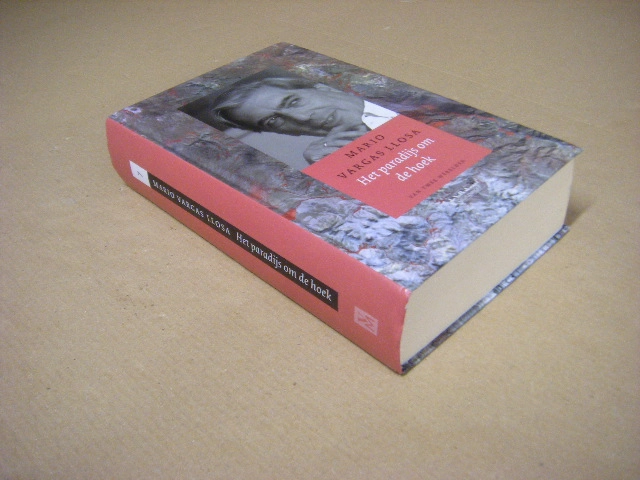 MARIO
VARGAS LLOSA
Het paradijs om
de hoek
MARIO VARGAS LLOSA Het paradijs om de hoek